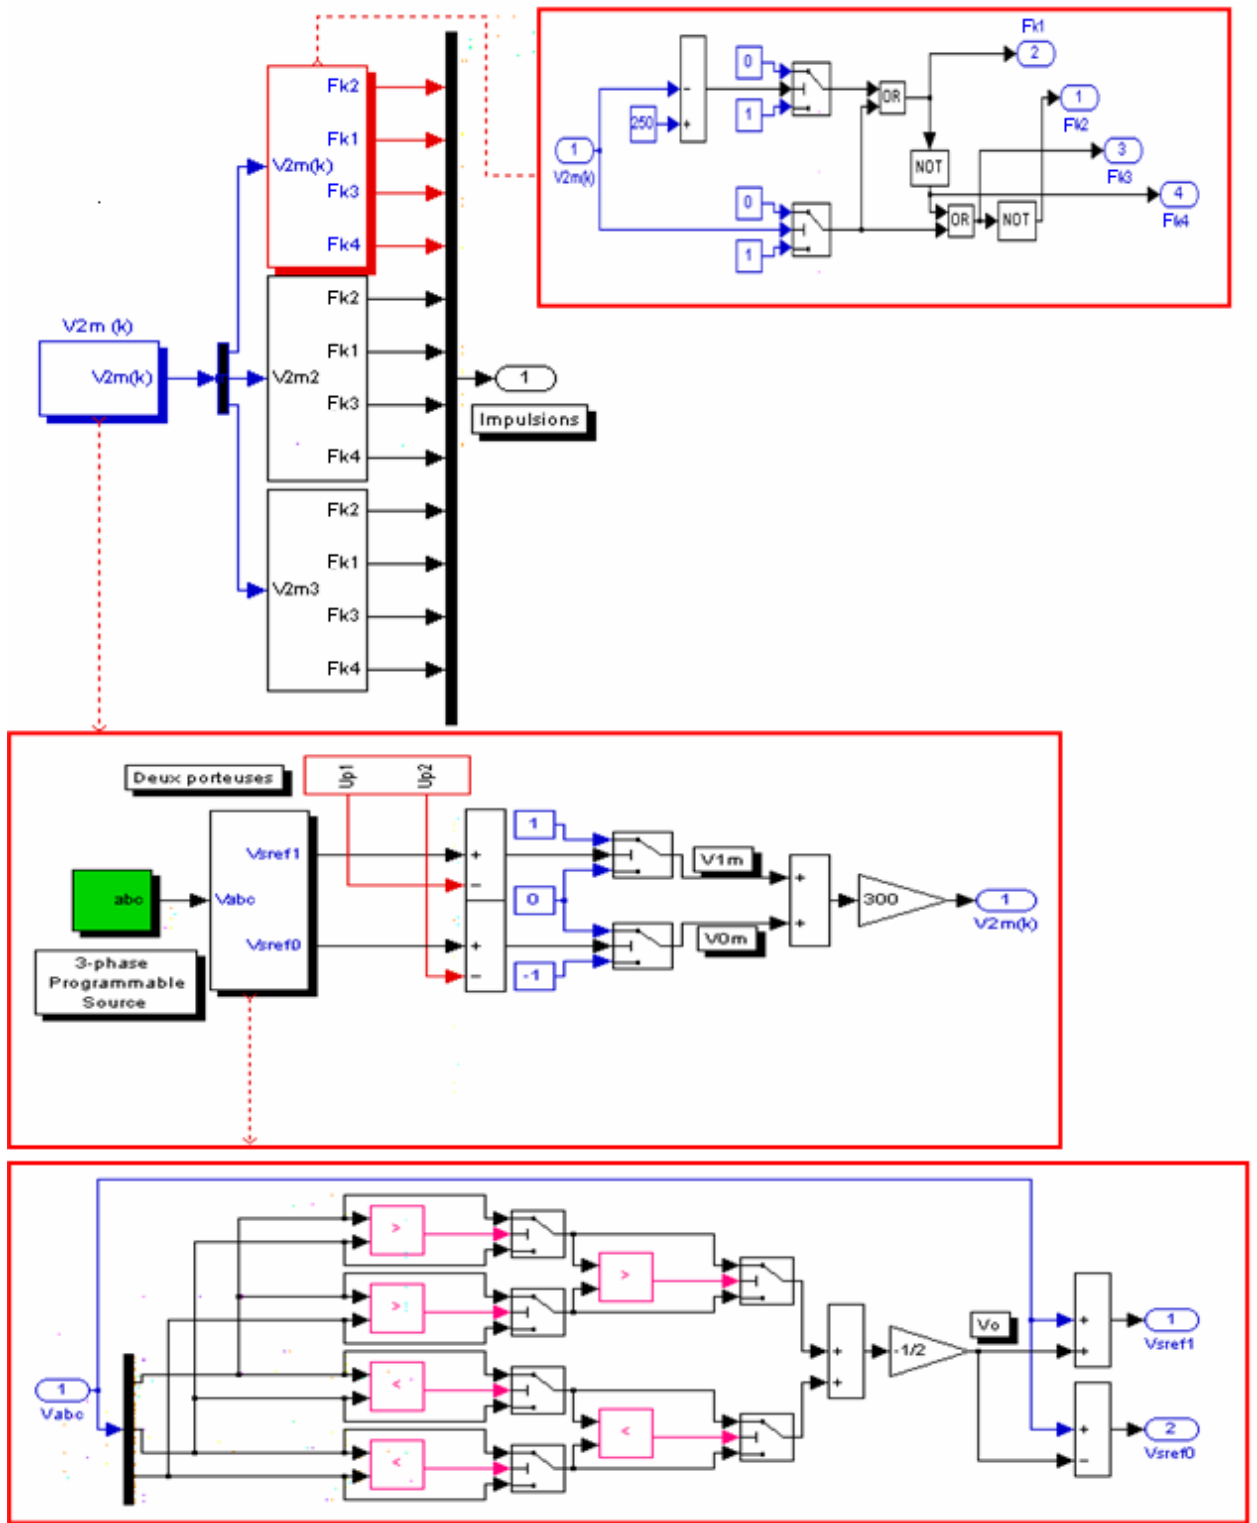 Fk2
Fk1
V2m(k)
Fk3
Fk4
Fk2
Fk1
V2m2
Fk3
Fk4
Fk2
Fk1
V2m3
Fk3
Fk4
V2m (k)
V2m(k)
1
Impulsions
1
V2m(k)
250
-
+
0
1
0
1
OR
NOT
OR
NOT
Fk1
2
1
Fk2
3
Fk3
4
Fk4
Deux porteuses
Up1
Up2
abc
3-phase
Programmable
Source
Vabc
Vsref1
Vsref0
+
-
+
-
1
0
-1
V1m
V0m
+
+
300
1
V2m(k)
1
Vabc
>
>
<
<
>
<
+
+
-1/2
Vo
+
+
+
-
1
Vsref1
2
Vsref0